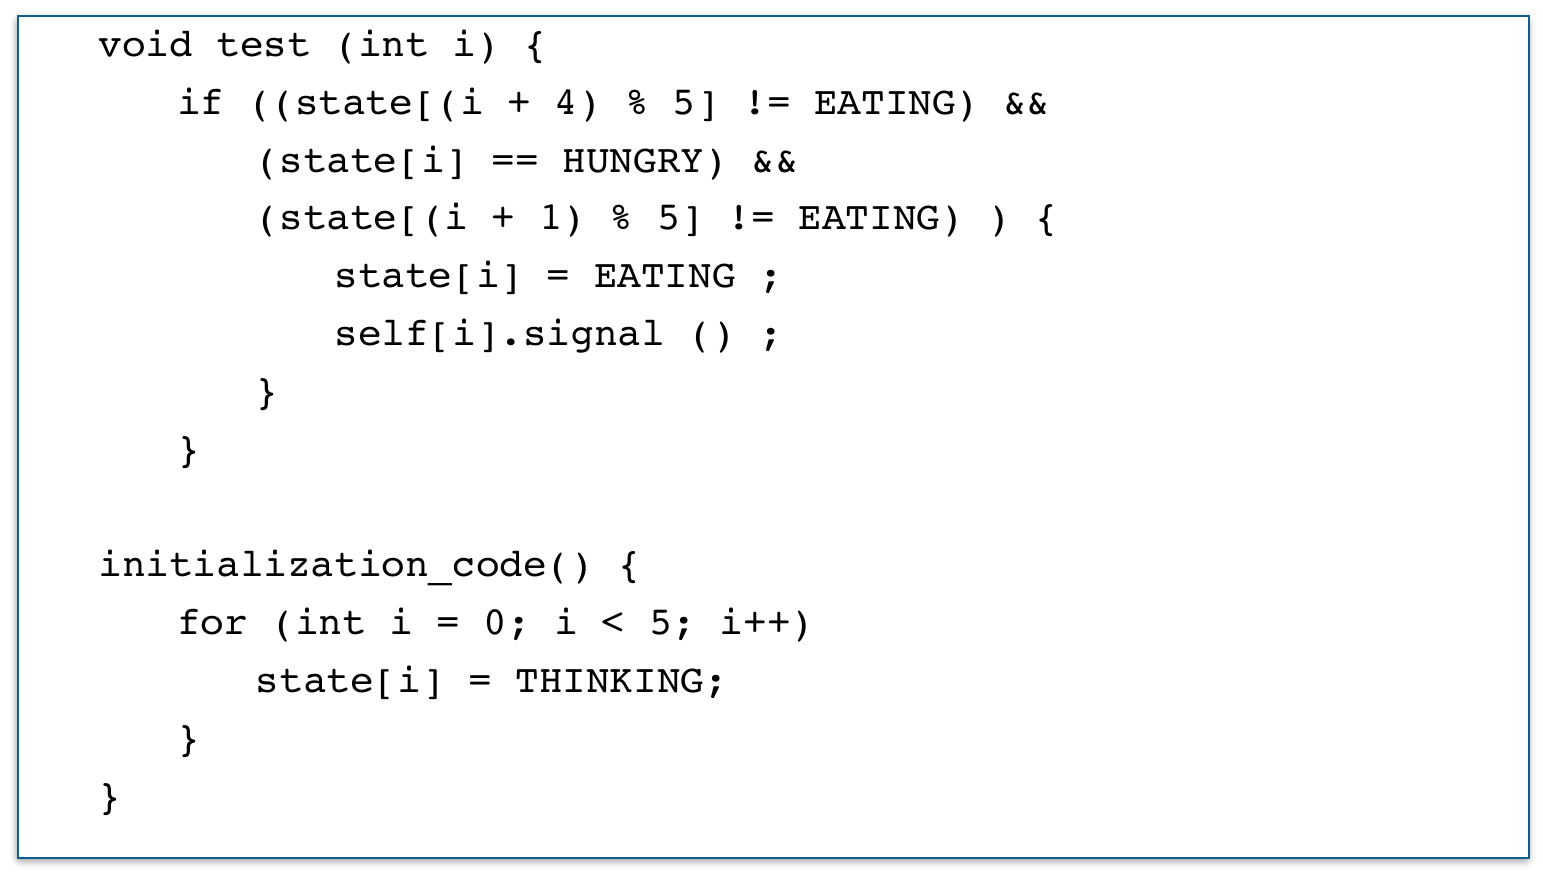 void test (int i) {
if ((state[(i + 4) % 5] != EATING) &&
(state[i] == HUNGRY) &&
(state[(i + 1) % 5] != EATING) ) {
state[i] = EATING ;
self[i].signal () ;
}
}
initialization_code() {
for (int i = 0; i < 5; i++)
state[i] = THINKING;
}
}